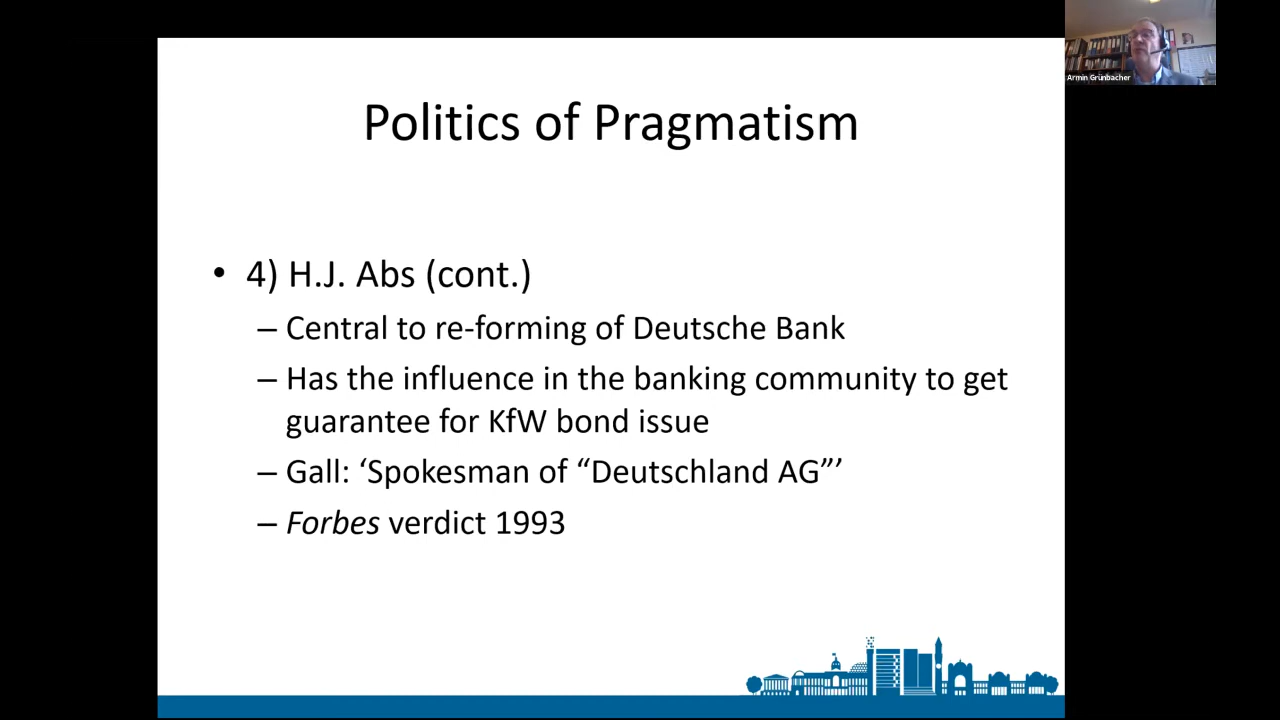 Armin Grünbacher
Politics of Pragmatism
• 4) H.J. Abs (cont.)
– Central to re-forming of Deutsche Bank
– Has the influence in the banking community to get
guarantee for KfW bond issue
– Gall: ‘Spokesman of “Deutschland AG”’
– Forbes verdict 1993